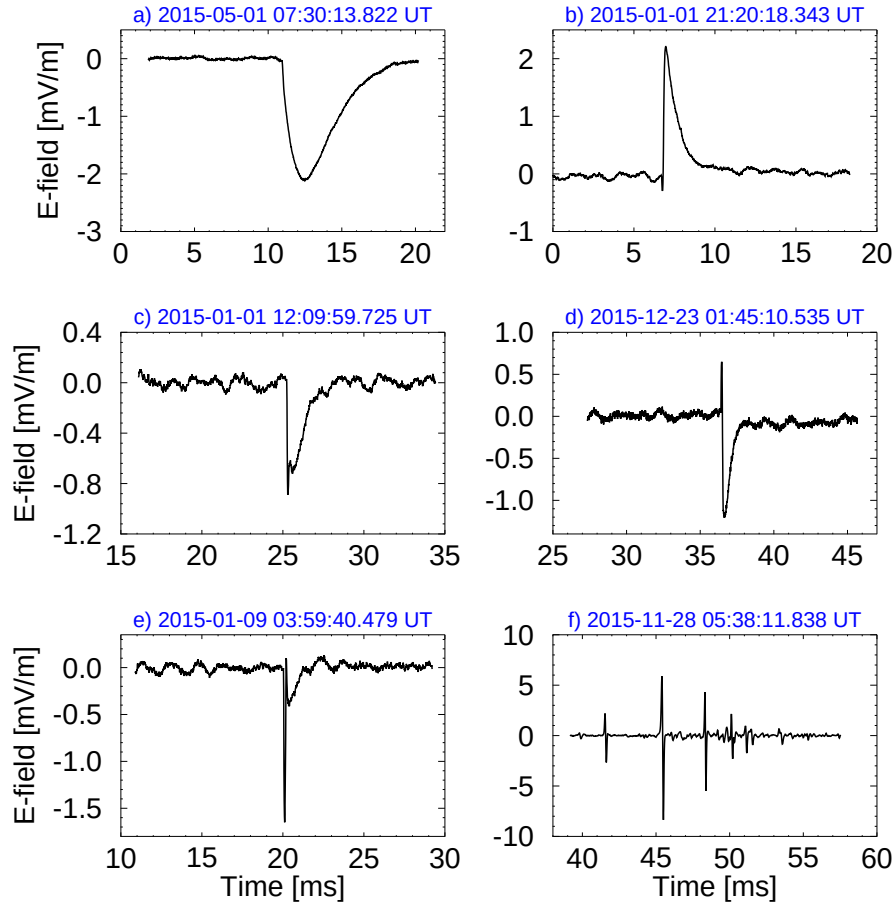 a) 2015-05-01 07:30:13.822 UT
b) 2015-01-01 21:20:18.343 UT
E-field [mV/m]
0
-1
-2
-3
0 5 10 15 20
2
1
0
-1
0 5 10 15 20
c) 2015-01-01 12:09:59.725 UT
d) 2015-12-23 01:45:10.535 UT
E-field [mV/m]
0.4
0.0
-0.4
-0.8
-1.2
15 20 25 30 35
1.0
0.5
0.0
-0.5
-1.0
25 30 35 40 45
e) 2015-01-09 03:59:40.479 UT
f) 2015-11-28 05:38:11.838 UT
E-field [mV/m]
0.0
-0.5
-1.0
-1.5
10 15 20 25 30
Time [ms]
10
5
0
-5
-10
40 45 50 55 60
Time [ms]